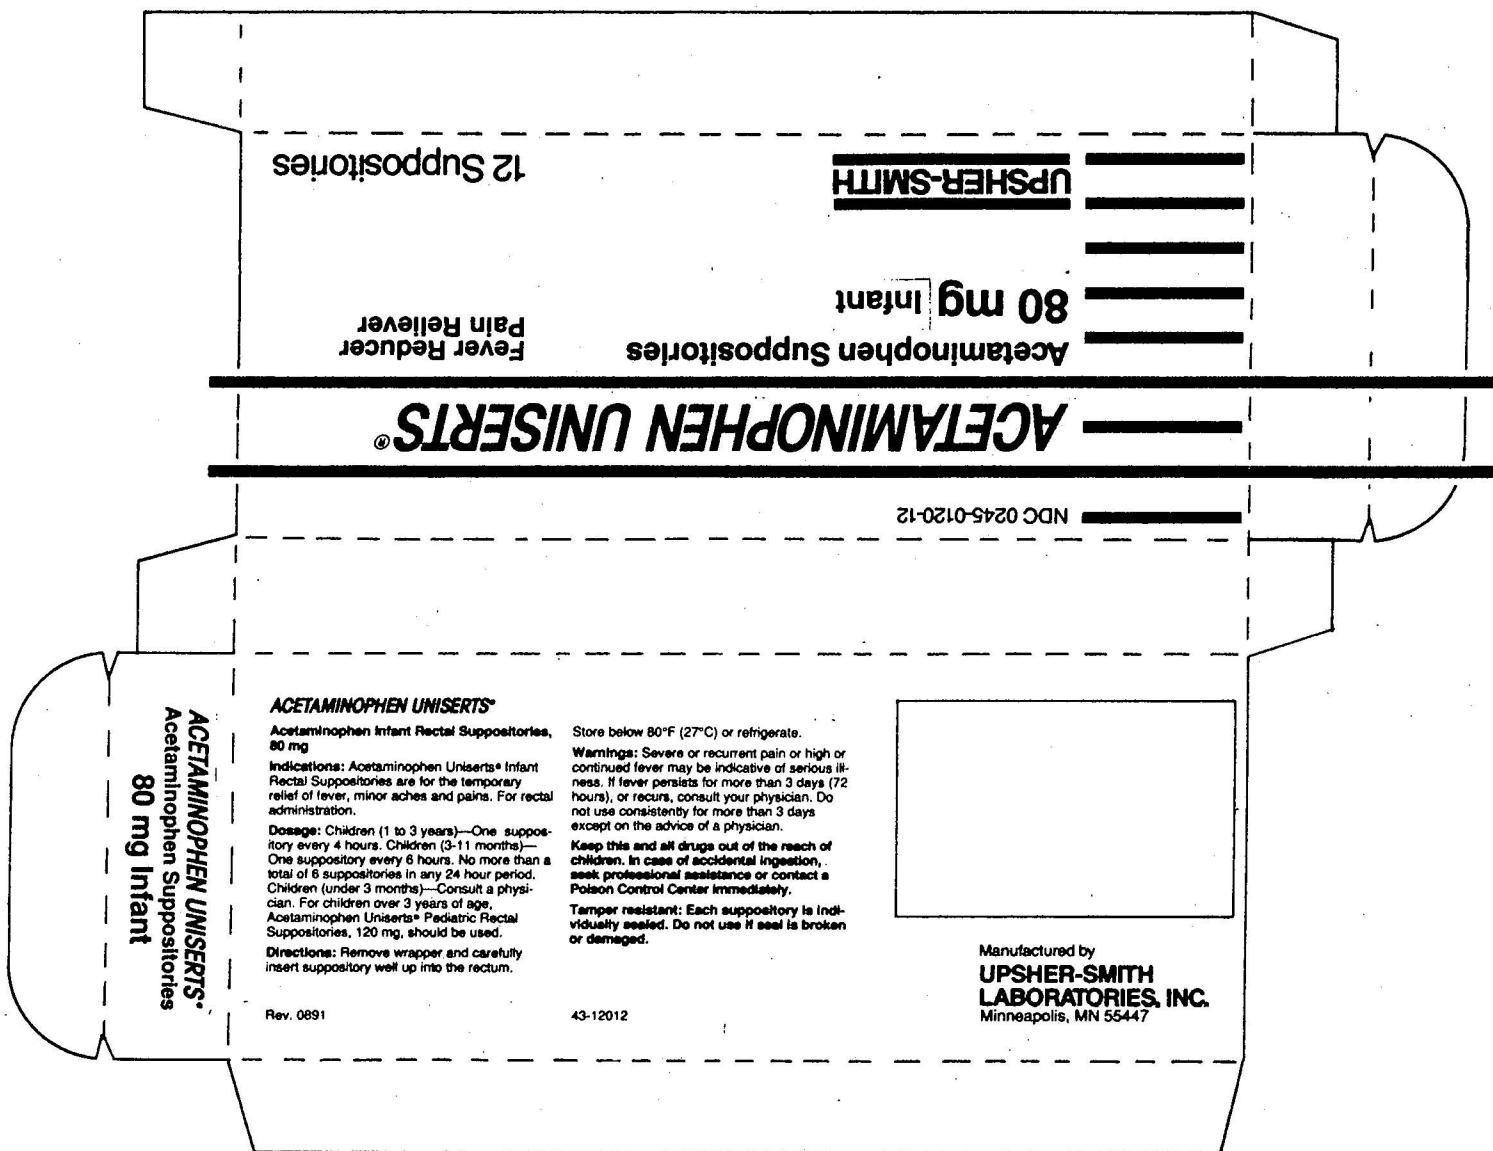 NDC 0245-0120-12
ACETAMINOPHEN UNISERTS®
Acetaminophen Suppositories
80 mg Infant
Fever Reducer
Pain Reliever
UPSHER-SMITH
12 Suppositories
ACETAMINOPHEN UNISERTS®
Acetaminophen Suppositories
80 mg Infant
ACETAMINOPHEN UNISERTS®
Acetaminophen Infant Rectal Suppositories,
80 mg
Indications: Acetaminophen Uniserts® Infant
Rectal Suppositories are for the temporary
relief of fever, minor aches and pains. For rectal
administration.
Dosage: Children (1 to 3 years)—One suppos-
itory every 4 hours. Children (3-11 months)—
One suppository every 6 hours. No more than a
total of 6 suppositories in any 24 hour period.
Children (under 3 months)—Consult a physi-
cian. For children over 3 years of age,
Acetaminophen Uniserts® Pediatric Rectal
Suppositories, 120 mg, should be used.
Directions: Remove wrapper and carefully
insert suppository well up into the rectum.
Rev. 0891
Store below 80°F (27°C) or refrigerate.
Warnings: Severe or recurrent pain or high or
continued fever may be indicative of serious ill-
ness. If fever persists for more than 3 days (72
hours), or recurs, consult your physician. Do
not use consistently for more than 3 days
except on the advice of a physician.
Keep this and all drugs out of the reach of
children. In case of accidental ingestion,
seek professional assistance or contact a
Poison Control Center immediately.
Tamper resistant: Each suppository is indi-
vidually sealed. Do not use if seal is broken
or damaged.
43-12012
Manufactured by
UPSHER-SMITH
LABORATORIES, INC.
Minneapolis, MN 55447